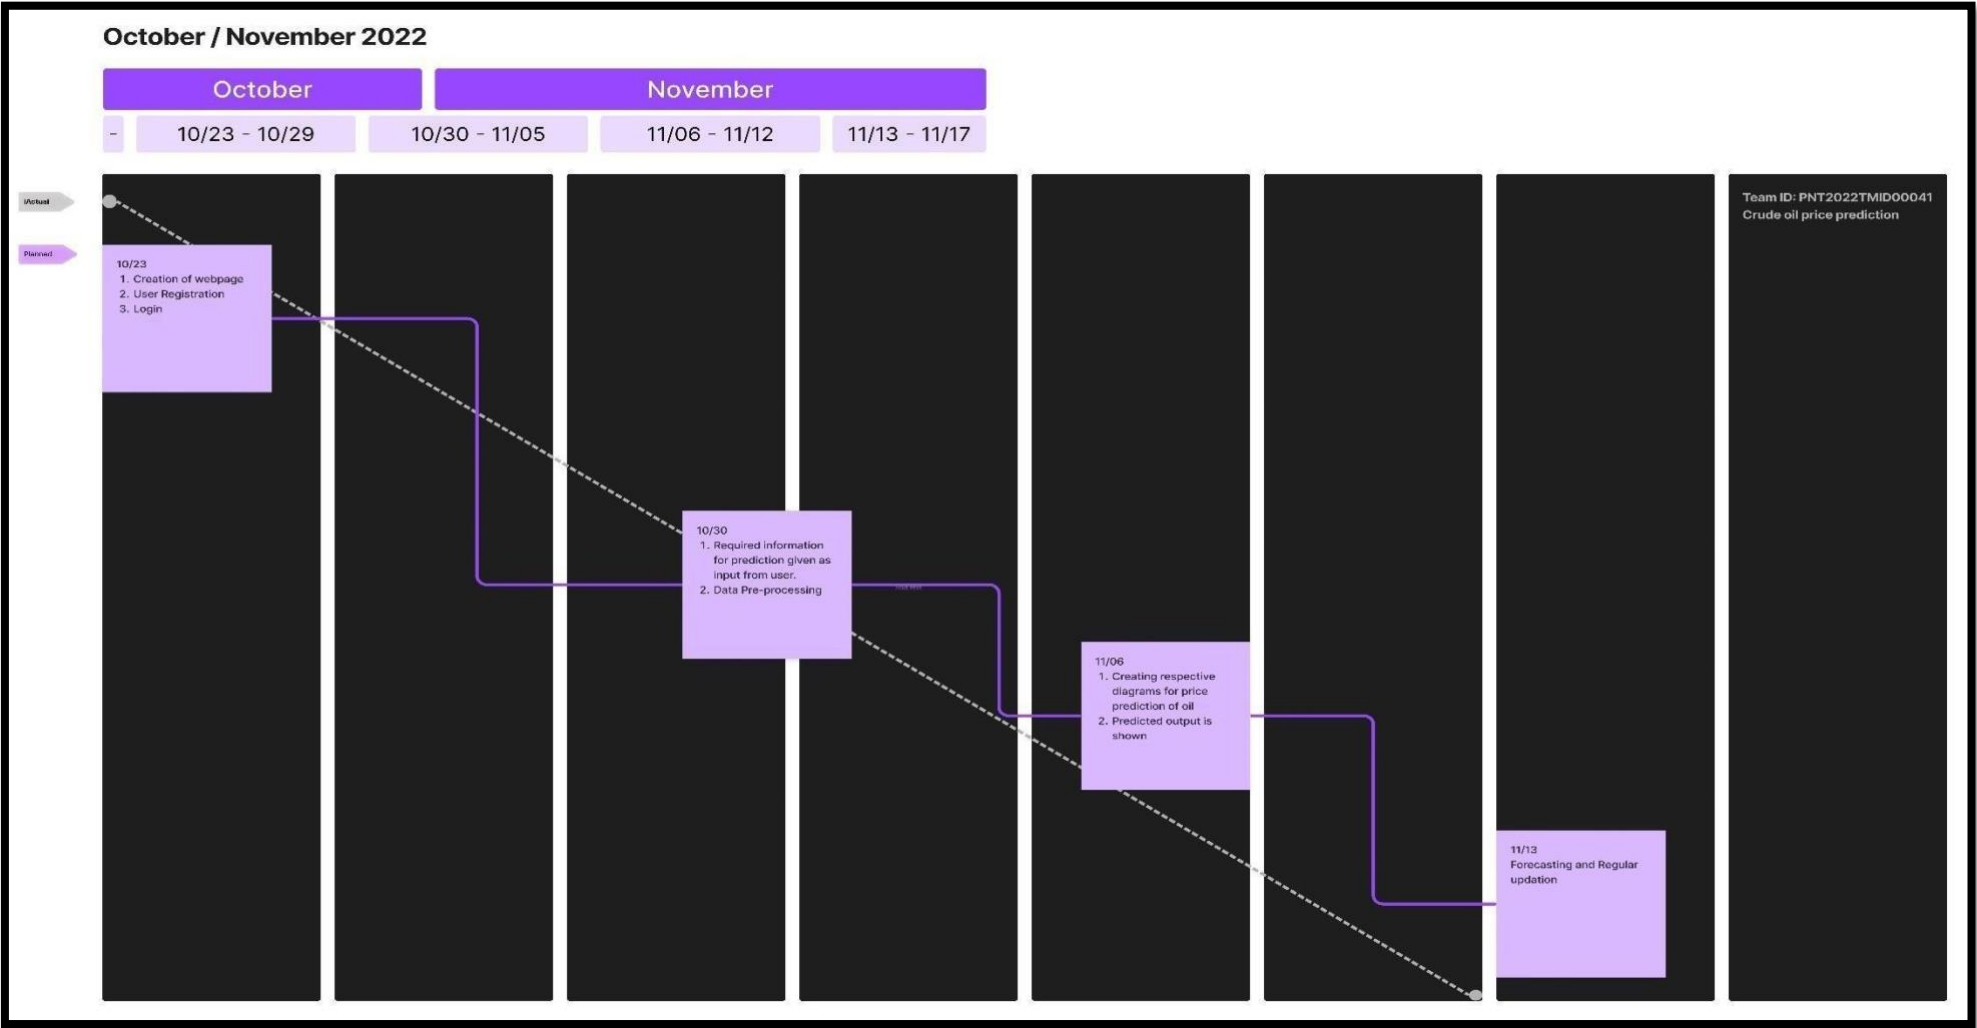 October / November 2022
October
November
-
10/23 - 10/29
10/30 - 11/05
11/06 - 11/12
11/13 - 11/17
iActual
Planned
Team ID: PNT2022TMID00041
Crude oil price prediction
10/23
1. Creation of webpage
2. User Registration
3. Login
10/30
1. Required information
for prediction given as
input from user.
2. Data Pre-processing
11/06
1. Creating respective
diagrams for price
prediction of oil
2. Predicted output is
shown
11/13
Forecasting and Regular
updation